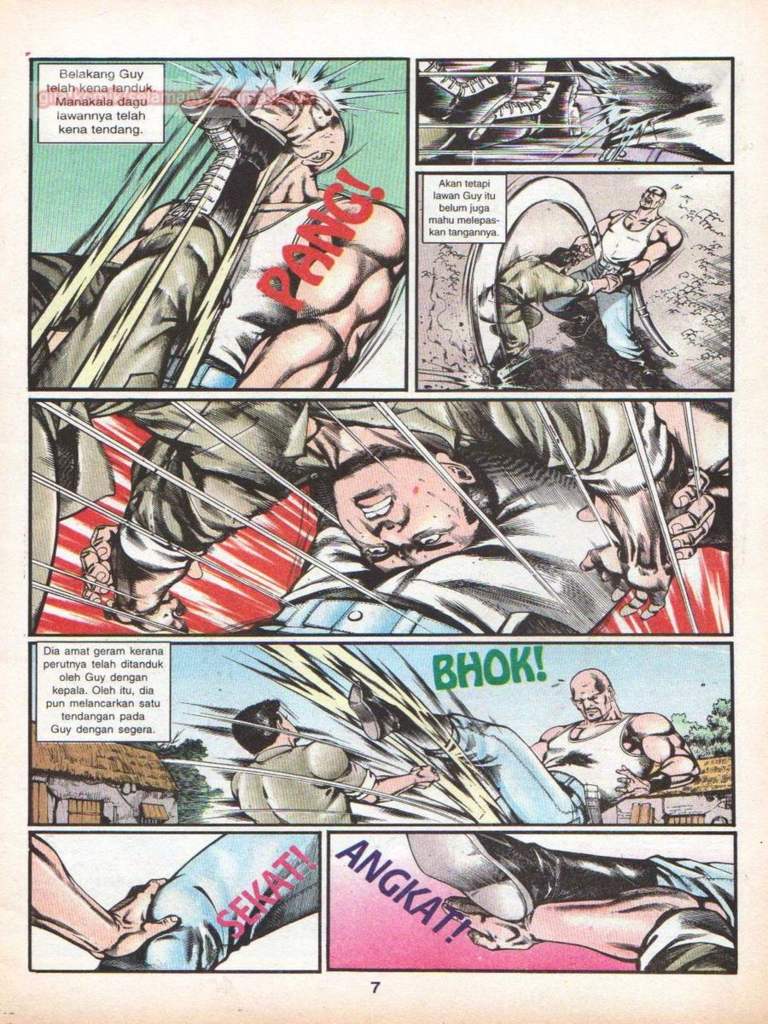 Belakang Guy
telah kena tanduk.
Manakala dagu
lawannya telah
kena tendang.
PANG!
Akan tetapi
lawan Guy itu
belum juga
mahu melepas-
kan tangannya.
Dia amat geram kerana
perutnya telah ditanduk
oleh Guy dengan
kepala. Oleh itu, dia
pun melancarkan satu
tendangan pada
Guy dengan segera.
BHOK!
SEKAT!
ANGKAT!
7